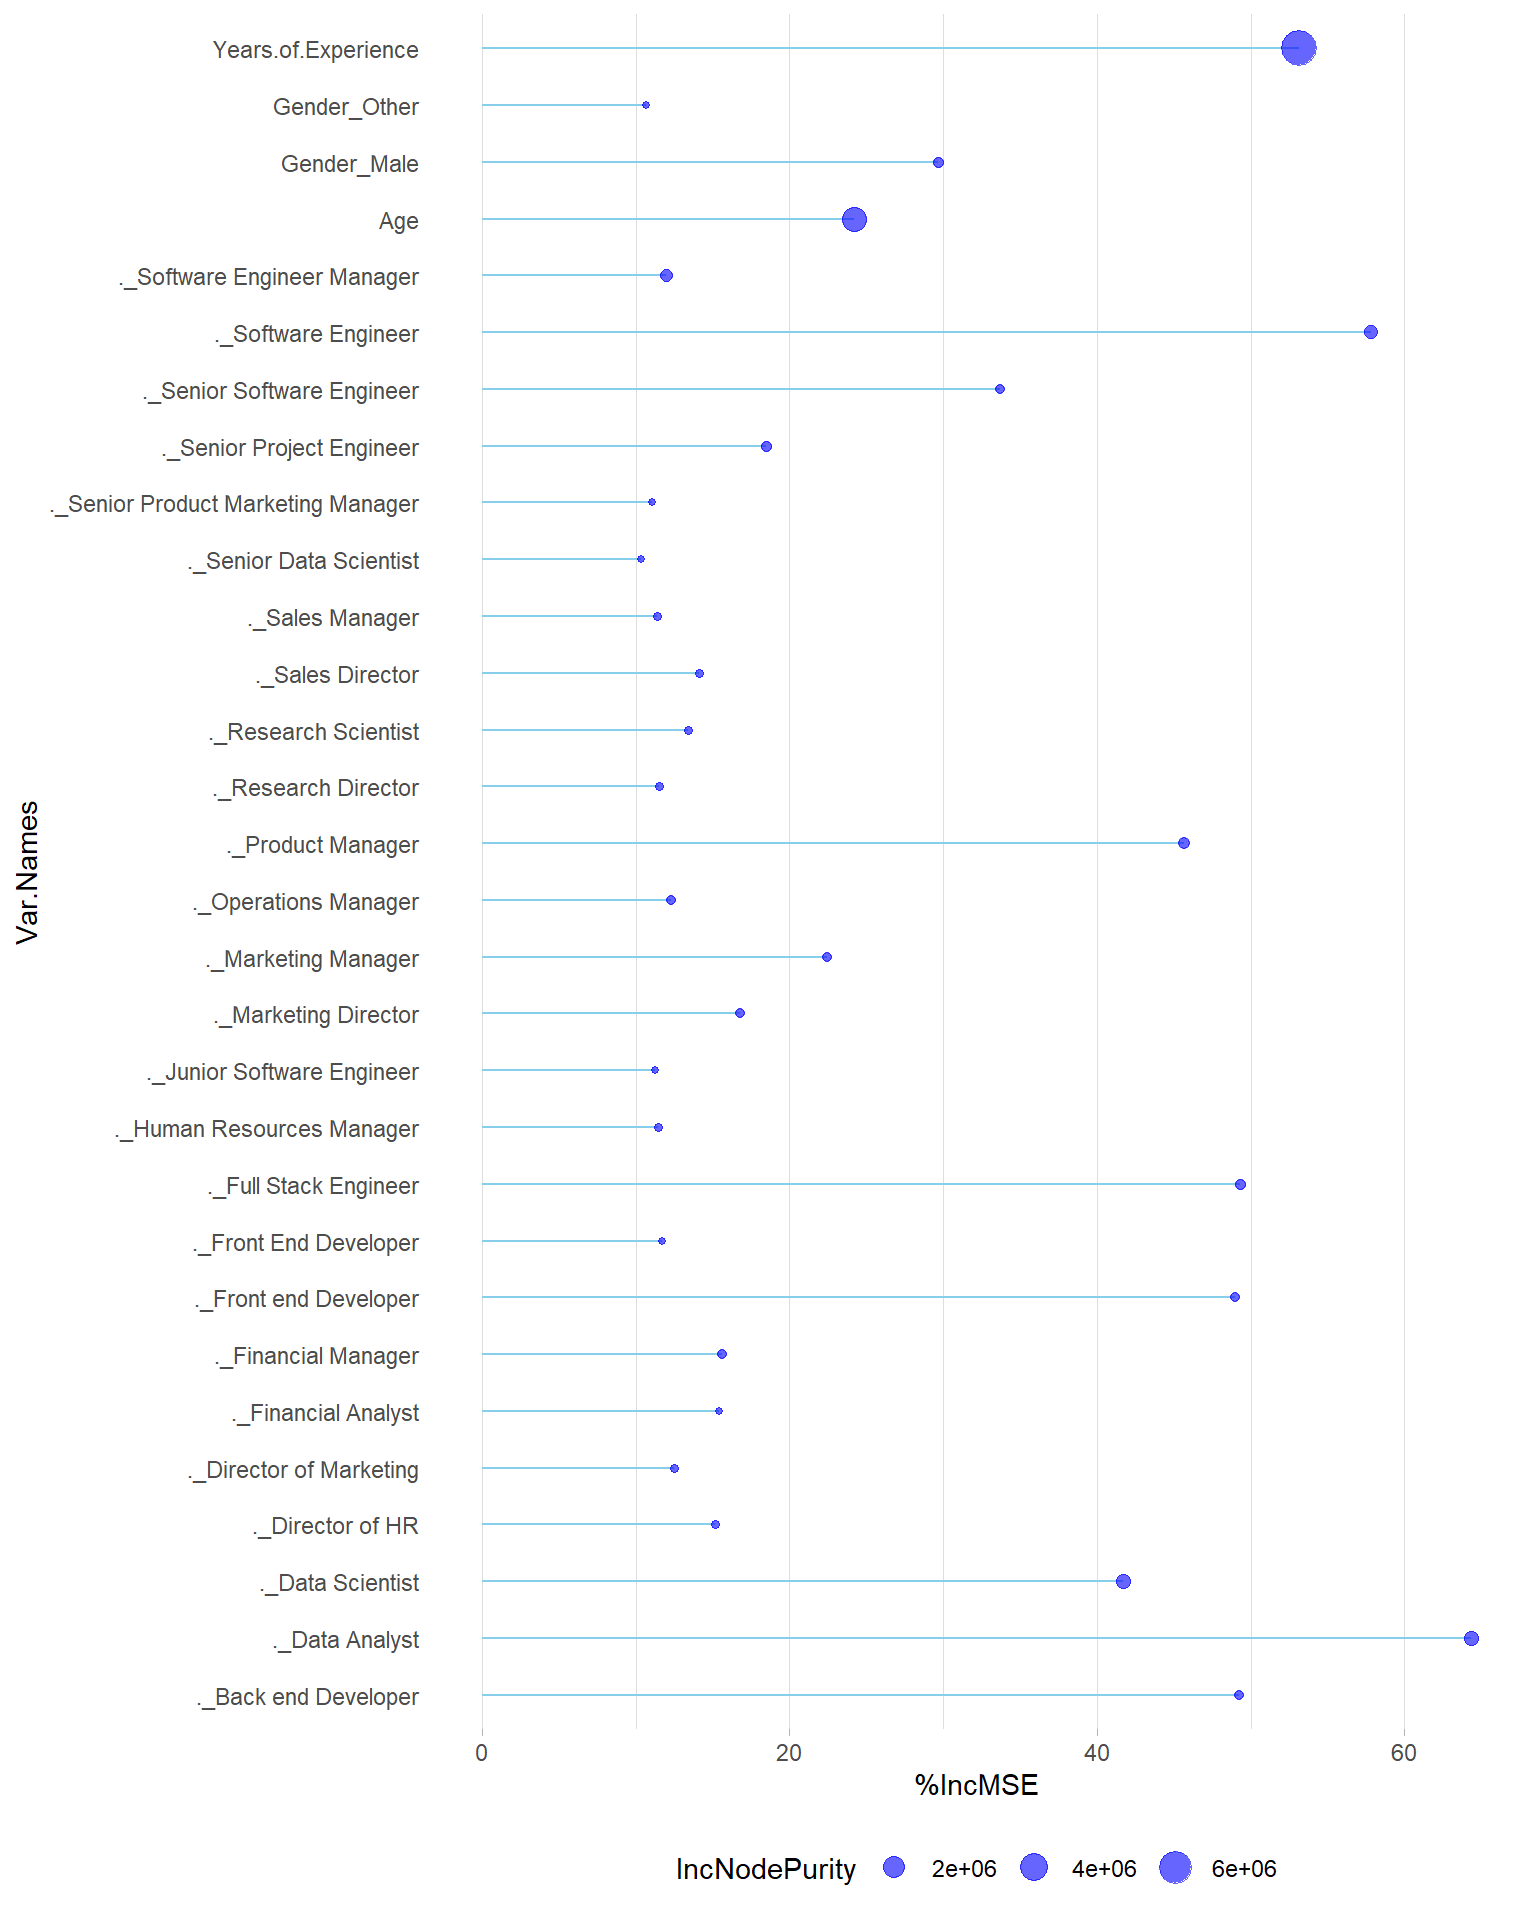 Years.of.Experience
Gender_Other
Gender_Male
Age
._Software Engineer Manager
._Software Engineer
._Senior Software Engineer
._Senior Project Engineer
._Senior Product Marketing Manager
._Senior Data Scientist
._Sales Manager
._Sales Director
._Research Scientist
._Research Director
._Product Manager
._Operations Manager
._Marketing Manager
._Marketing Director
._Junior Software Engineer
._Human Resources Manager
._Full Stack Engineer
._Front End Developer
._Front end Developer
._Financial Manager
._Financial Analyst
._Director of Marketing
._Director of HR
._Data Scientist
._Data Analyst
._Back end Developer
Var.Names
0 20 40 60
%IncMSE
IncNodePurity 2e+06 4e+06 6e+06